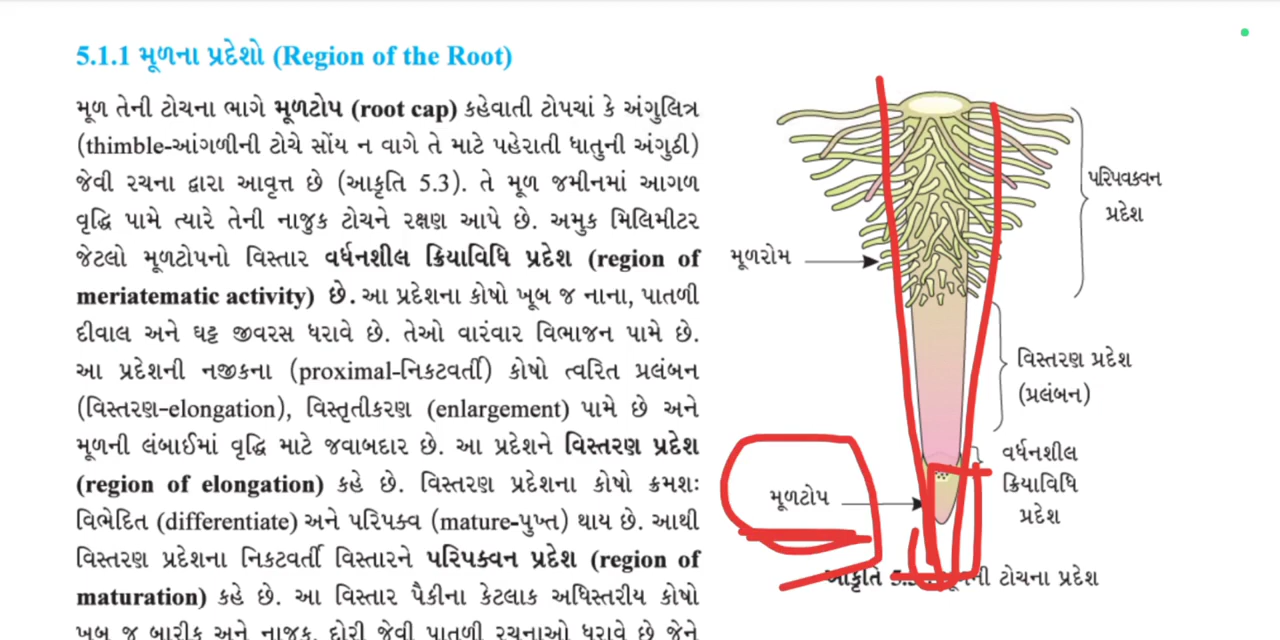 5.1.1 મૂળના પ્રદેશો (Region of the Root)
મૂળ તેની ટોચના ભાગે મૂળટોપ (root cap) કહેવાતી ટોપચાં કે અંગુલિત્ર
(thimble-આંગળીની ટોચે સોંય ન વાગે તે માટે પહેરાતી ધાતુની અંગુઠી)
જેવી રચના દ્વારા આવૃત્ત છે (આકૃતિ 5.3). તે મૂળ જમીનમાં આગળ
વૃદ્ધિ પામે ત્યારે તેની નાજુક ટોચને રક્ષણ આપે છે. અમુક મિલિમીટર
જેટલો મૂળટોપનો વિસ્તાર વર્ધનશીલ ક્રિયાવિધિ પ્રદેશ (region of
meriatematic activity) છે. આ પ્રદેશના કોષો ખૂબ જ નાના, પાતળી
દીવાલ અને ઘટ્ટ જીવરસ ધરાવે છે. તેઓ વારંવાર વિભાજન પામે છે.
આ પ્રદેશની નજીકના (proximal-નિકટવર્તી) કોષો ત્વરિત પ્રલંબન
(વિસ્તરણ-elongation), વિસ્તૃતીકરણ (enlargement) પામે છે અને
મૂળની લંબાઈમાં વૃદ્ધિ માટે જવાબદાર છે. આ પ્રદેશને વિસ્તરણ પ્રદેશ
(region of elongation) કહે છે. વિસ્તરણ પ્રદેશના કોષો ક્રમશઃ
વિભેદિત (differentiate) અને પરિપક્વ (mature-પુખ્ત) થાય છે. આથી
વિસ્તરણ પ્રદેશના નિકટવર્તી વિસ્તારને પરિપક્વન પ્રદેશ (region of
maturation) કહે છે. આ વિસ્તાર પૈકીના કેટલાક અધિસ્તરીય કોષો
ખૂબ જ બારીક અને નાજુક, દોરી જેવી પાતળી રચનાઓ ધરાવે છે જેને
પરિપક્વન
પ્રદેશ
મૂળરોમ
વિસ્તરણ પ્રદેશ
(પ્રલંબન)
વર્ધનશીલ
ક્રિયાવિધિ
પ્રદેશ
મૂળટોપ
આકૃતિ ટોચના પ્રદેશ